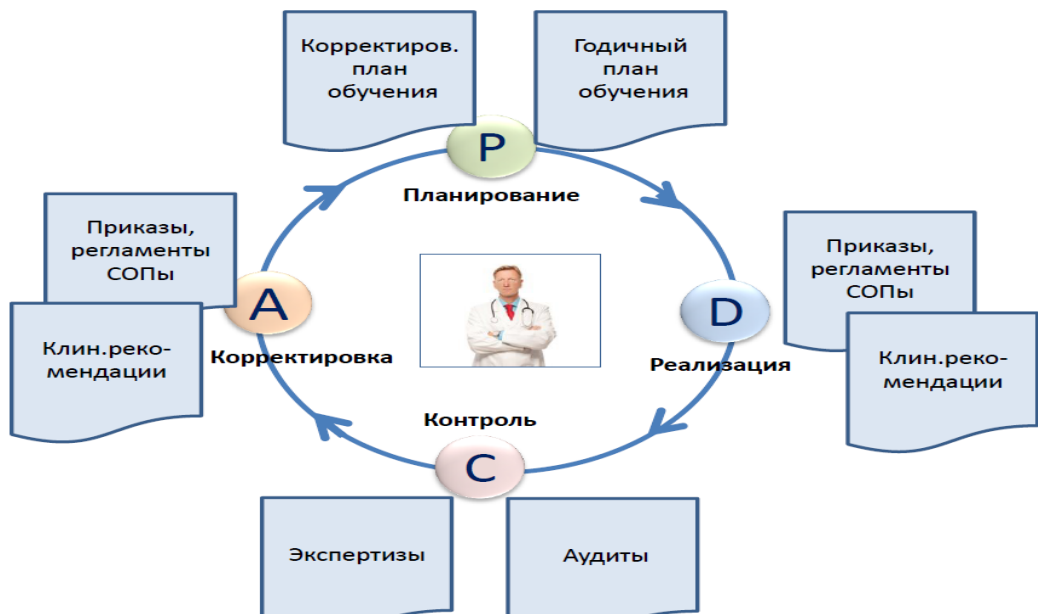 Корректиров.
план
обучения
Годичный
план
обучения
P
Планирование
Приказы,
регламенты
СОПы
A
Корректировка
Клин.реко-
мендации
Приказы,
регламенты
СОПы
D
Реализация
Клин.реко-
мендации
Контроль
C
Экспертизы
Аудиты